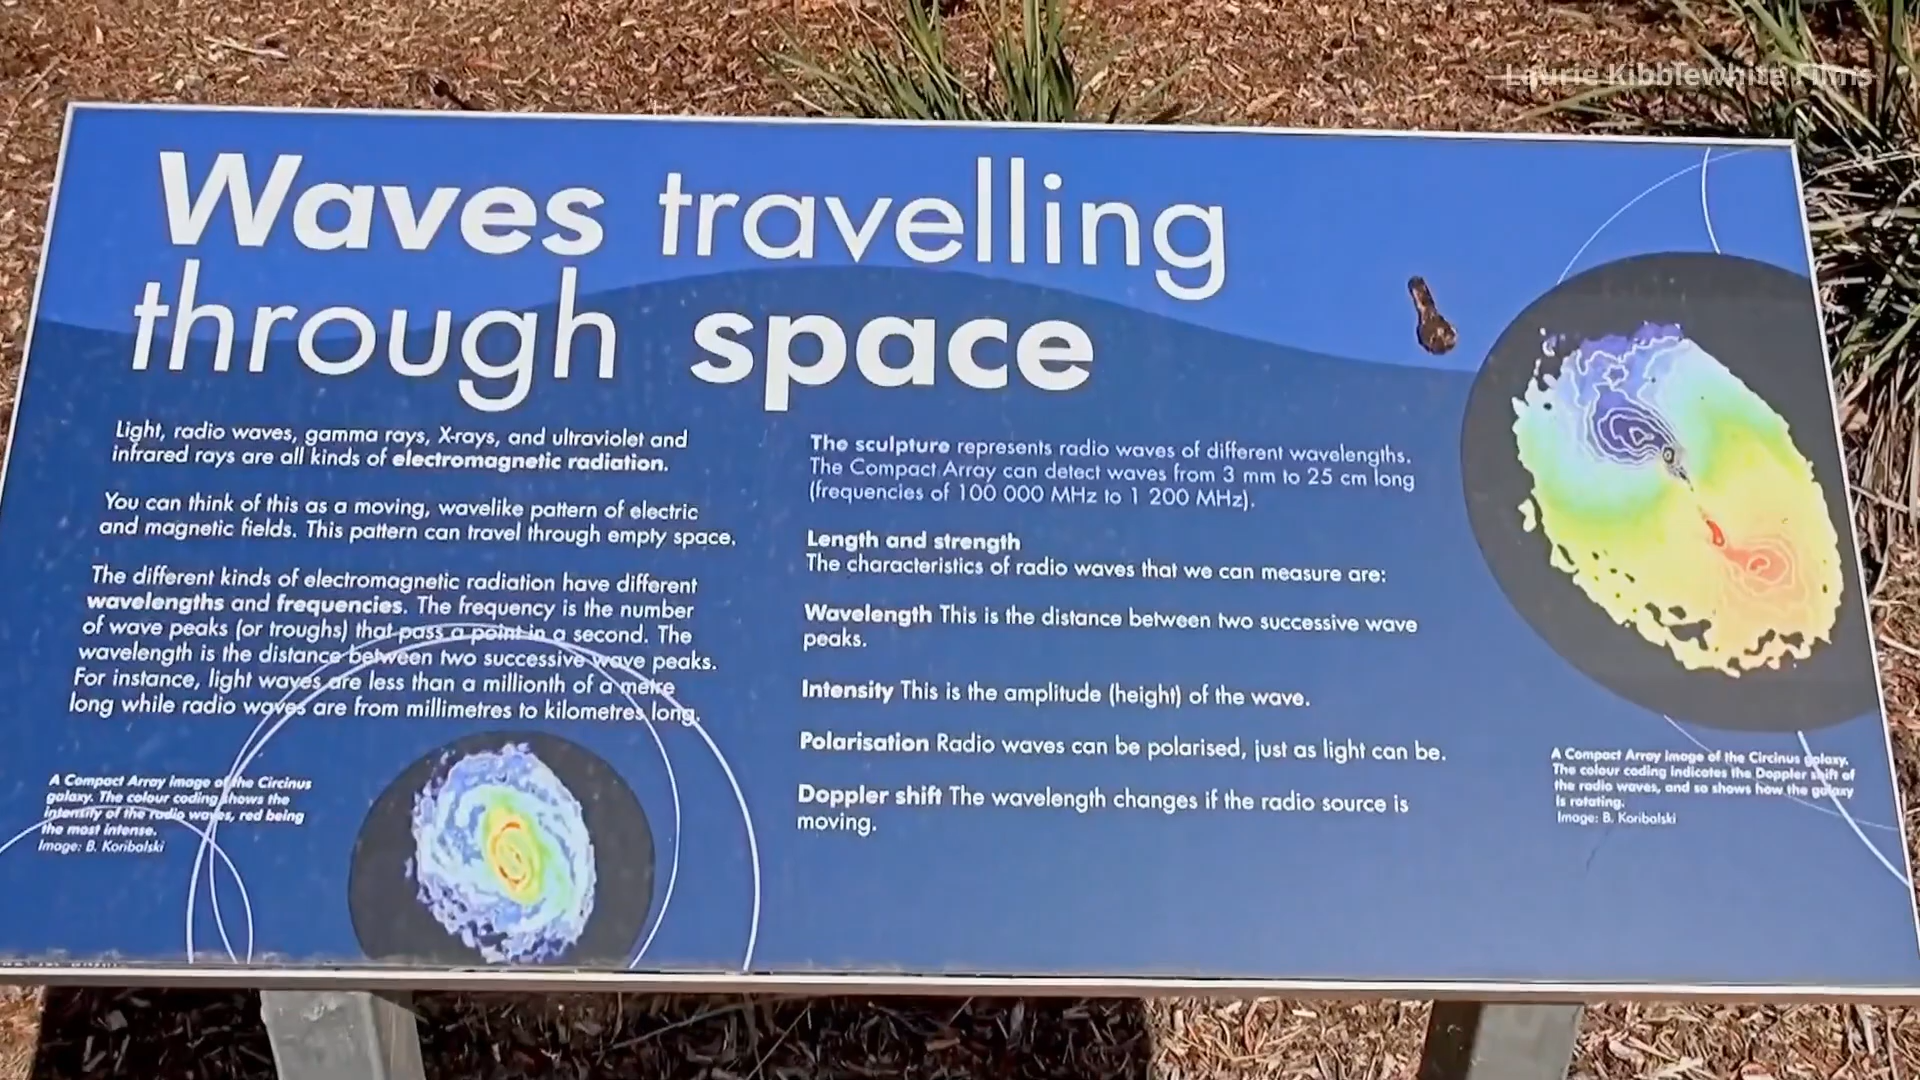 Laurie Kibblewhite Films
Waves travelling
through space
Light, radio waves, gamma rays, X-rays, and ultraviolet and
infrared rays are all kinds of electromagnetic radiation.
You can think of this as a moving, wavelike pattern of electric
and magnetic fields. This pattern can travel through empty space.
The different kinds of electromagnetic radiation have different
wavelengths and frequencies. The frequency is the number
of wave peaks (or troughs) that pass a point in a second. The
wavelength is the distance between two successive wave peaks.
For instance, light waves are less than a millionth of a metre
long while radio waves are from millimetres to kilometres long.
A Compact Array image of the Circinus
galaxy. The colour coding shows the
intensity of the radio waves, red being
the most intense.
Image: B. Koribalski
The sculpture represents radio waves of different wavelengths.
The Compact Array can detect waves from 3 mm to 25 cm long
(frequencies of 100 000 MHz to 1 200 MHz).
Length and strength
The characteristics of radio waves that we can measure are:
Wavelength This is the distance between two successive wave
peaks.
Intensity This is the amplitude (height) of the wave.
Polarisation Radio waves can be polarised, just as light can be.
Doppler shift The wavelength changes if the radio source is
moving.
A Compact Array image of the Circinus galaxy.
The colour coding indicates the Doppler shift of
the radio waves, and so shows how the galaxy
is rotating.
Image: B. Koribalski